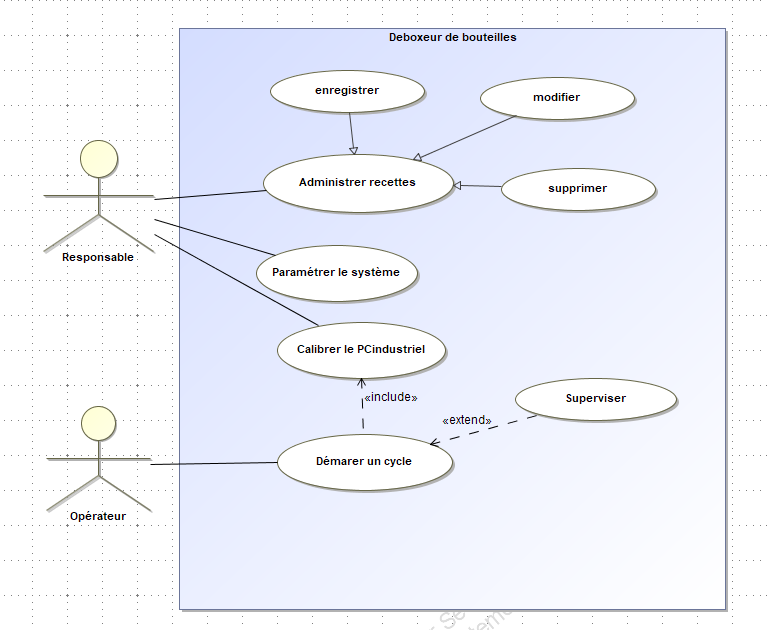 Deboxeur de bouteilles
enregistrer
modifier
Administrer recettes
supprimer
Responsable
Paramétrer le système
Calibrer le PCindustriel
«include»
Superviser
«extend»
Démarer un cycle
Opérateur